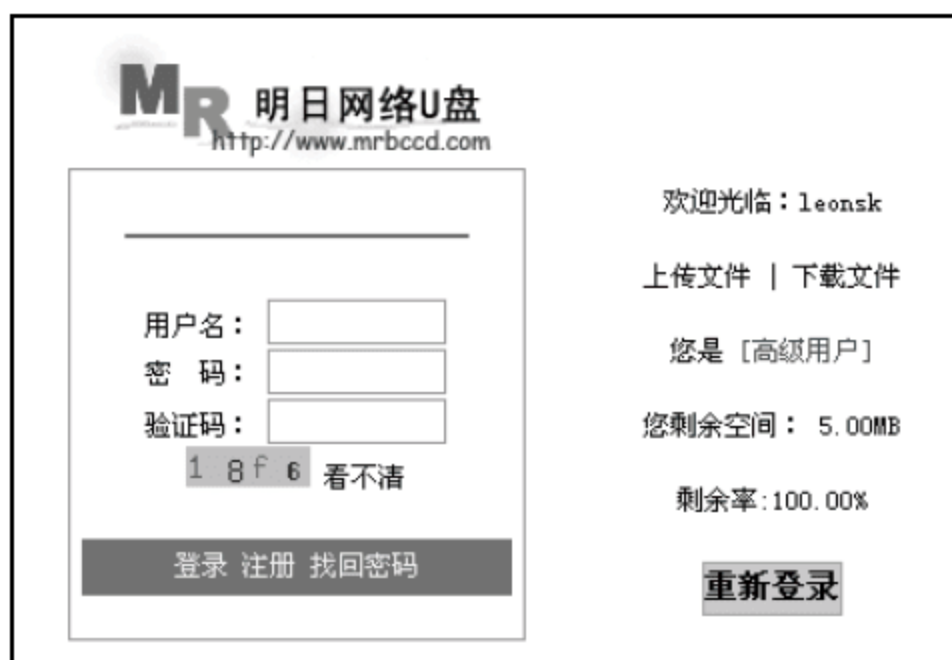 MR 明日网络U盘
http://www.mrbccd.com
用户名：
密 码：
验证码：
18f6 看不清
登录 注册 找回密码
欢迎光临：leonsk
上传文件 | 下载文件
您是 [高级用户]
您剩余空间： 5.00MB
剩余率:100.00%
重新登录